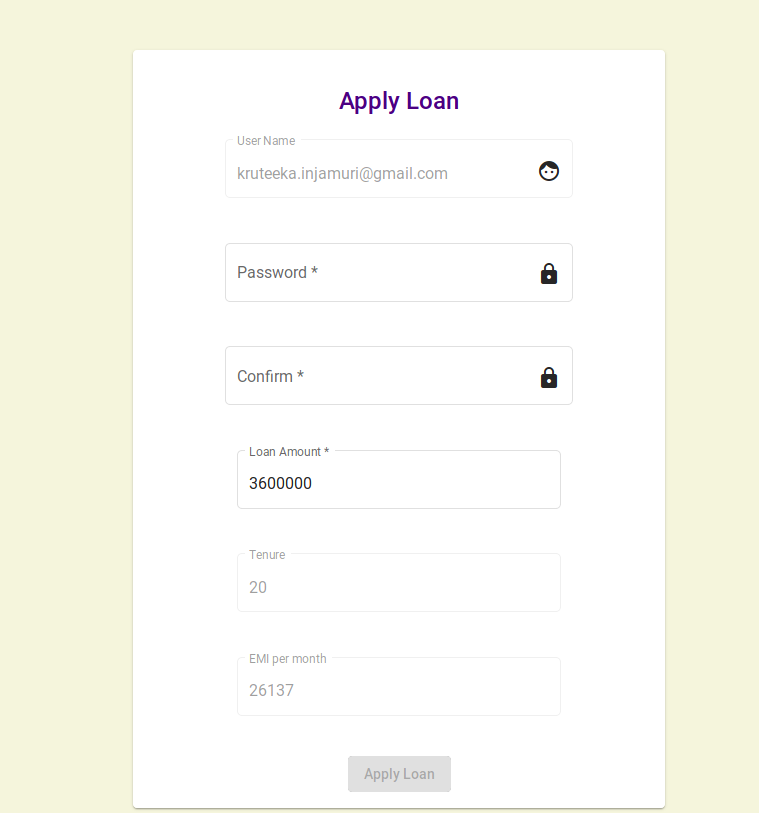 Apply Loan
User Name
kruteeka.injamuri@gmail.com
Password *
Confirm *
Loan Amount *
3600000
Tenure
20
EMI per month
26137
Apply Loan